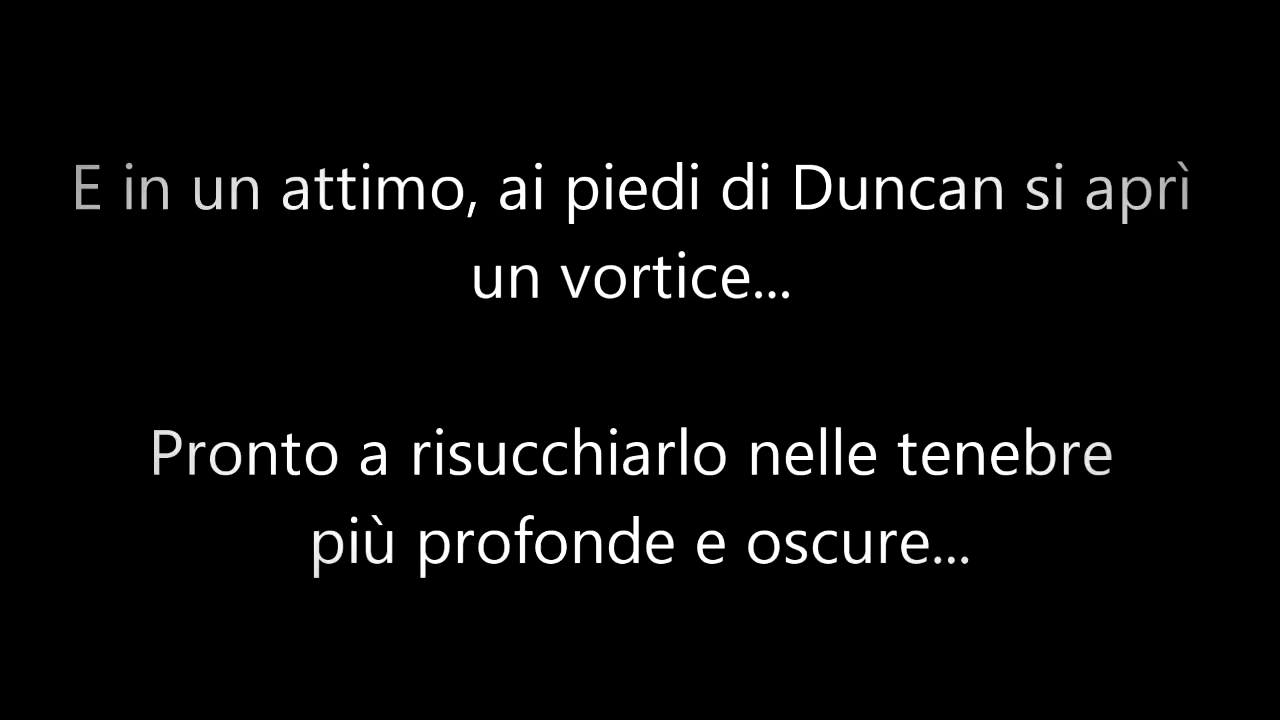 E in un attimo, ai piedi di Duncan si aprì
un vortice...
Pronto a risucchiarlo nelle tenebre
più profonde e oscure...